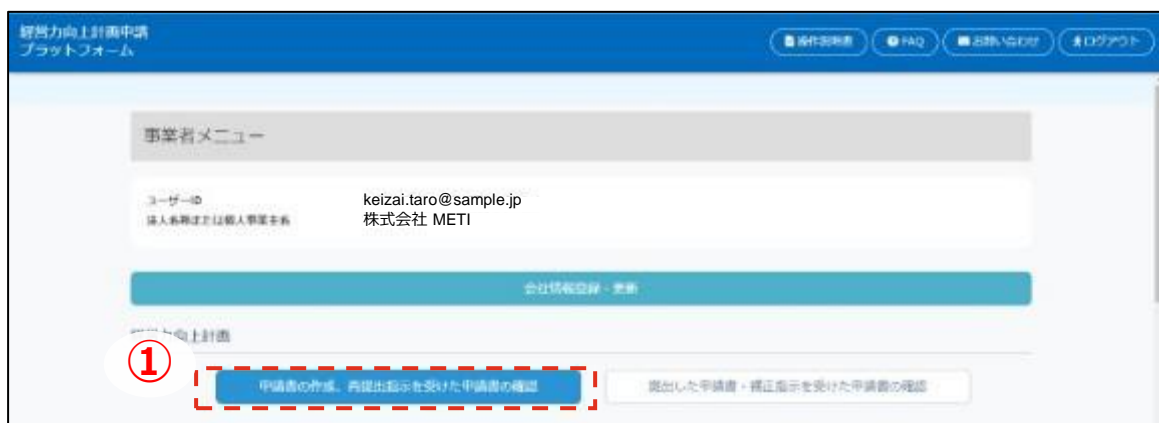 経営力向上計画申請
プラットフォーム
操作説明書 FAQ お問い合わせ ログアウト
事業者メニュー
ユーザーID keizai.taro@sample.jp
法人名称または個人事業主名 株式会社 METI
会社情報登録・更新
経営力向上計画
①
申請書の作成、再提出指示を受けた申請書の確認 提出した申請書・補正指示を受けた申請書の確認